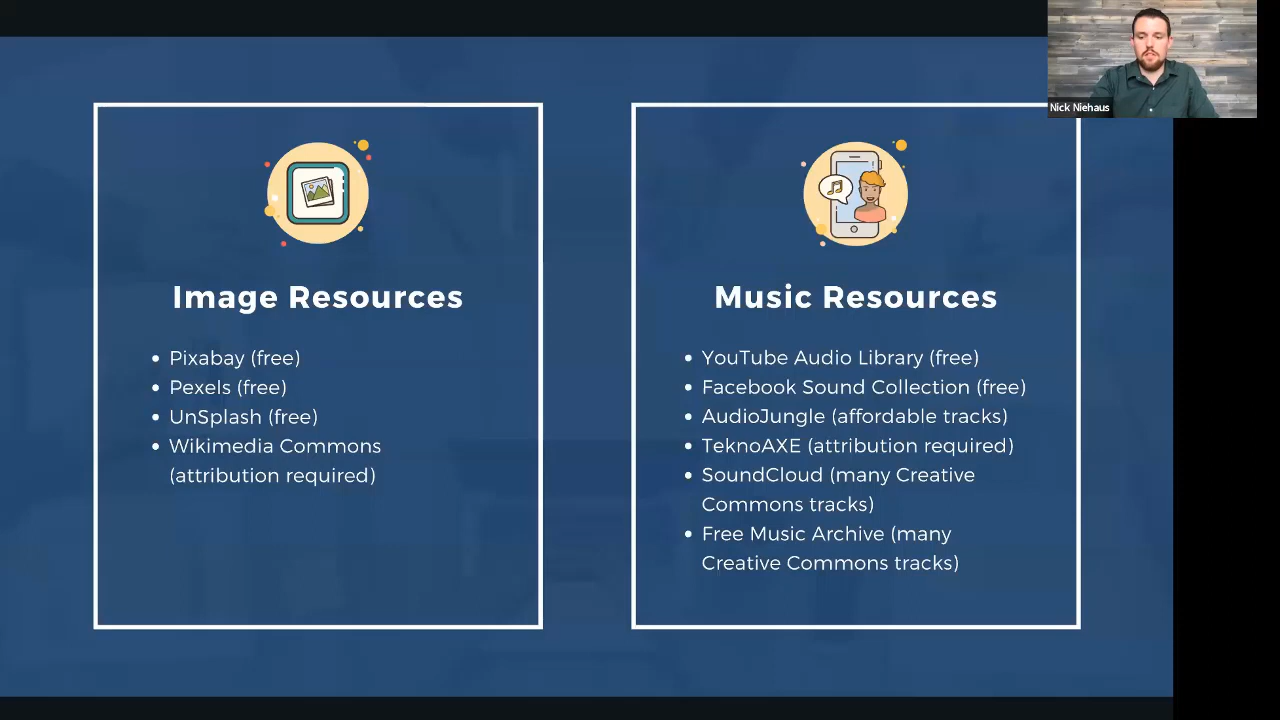 Nick Niehaus
Image Resources
Pixabay (free)
Pexels (free)
UnSplash (free)
Wikimedia Commons
(attribution required)
Music Resources
YouTube Audio Library (free)
Facebook Sound Collection (free)
AudioJungle (affordable tracks)
TeknoAXE (attribution required)
SoundCloud (many Creative
Commons tracks)
Free Music Archive (many
Creative Commons tracks)